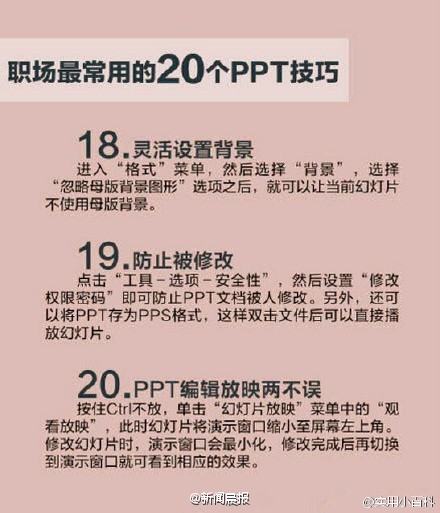 职场最常用的20个PPT技巧
18.灵活设置背景
进入“格式”菜单，然后选择“背景”，选择
“忽略母版背景图形”选项之后，就可以让当前幻灯片
不使用母版背景。
19.防止被修改
点击“工具－选项－安全性”，然后设置“修改
权限密码”即可防止PPT文档被人修改。另外，还可
以将PPT存为PPS格式，这样双击文件后可以直接播
放幻灯片。
20.PPT编辑放映两不误
按住Ctrl不放，单击“幻灯片放映”菜单中的“观
看放映”，此时幻灯片将演示窗口缩小至屏幕左上角。
修改幻灯片时，演示窗口会最小化，修改完成后再切换
到演示窗口就可看到相应的效果。
@新闻晨报
@实用小百科